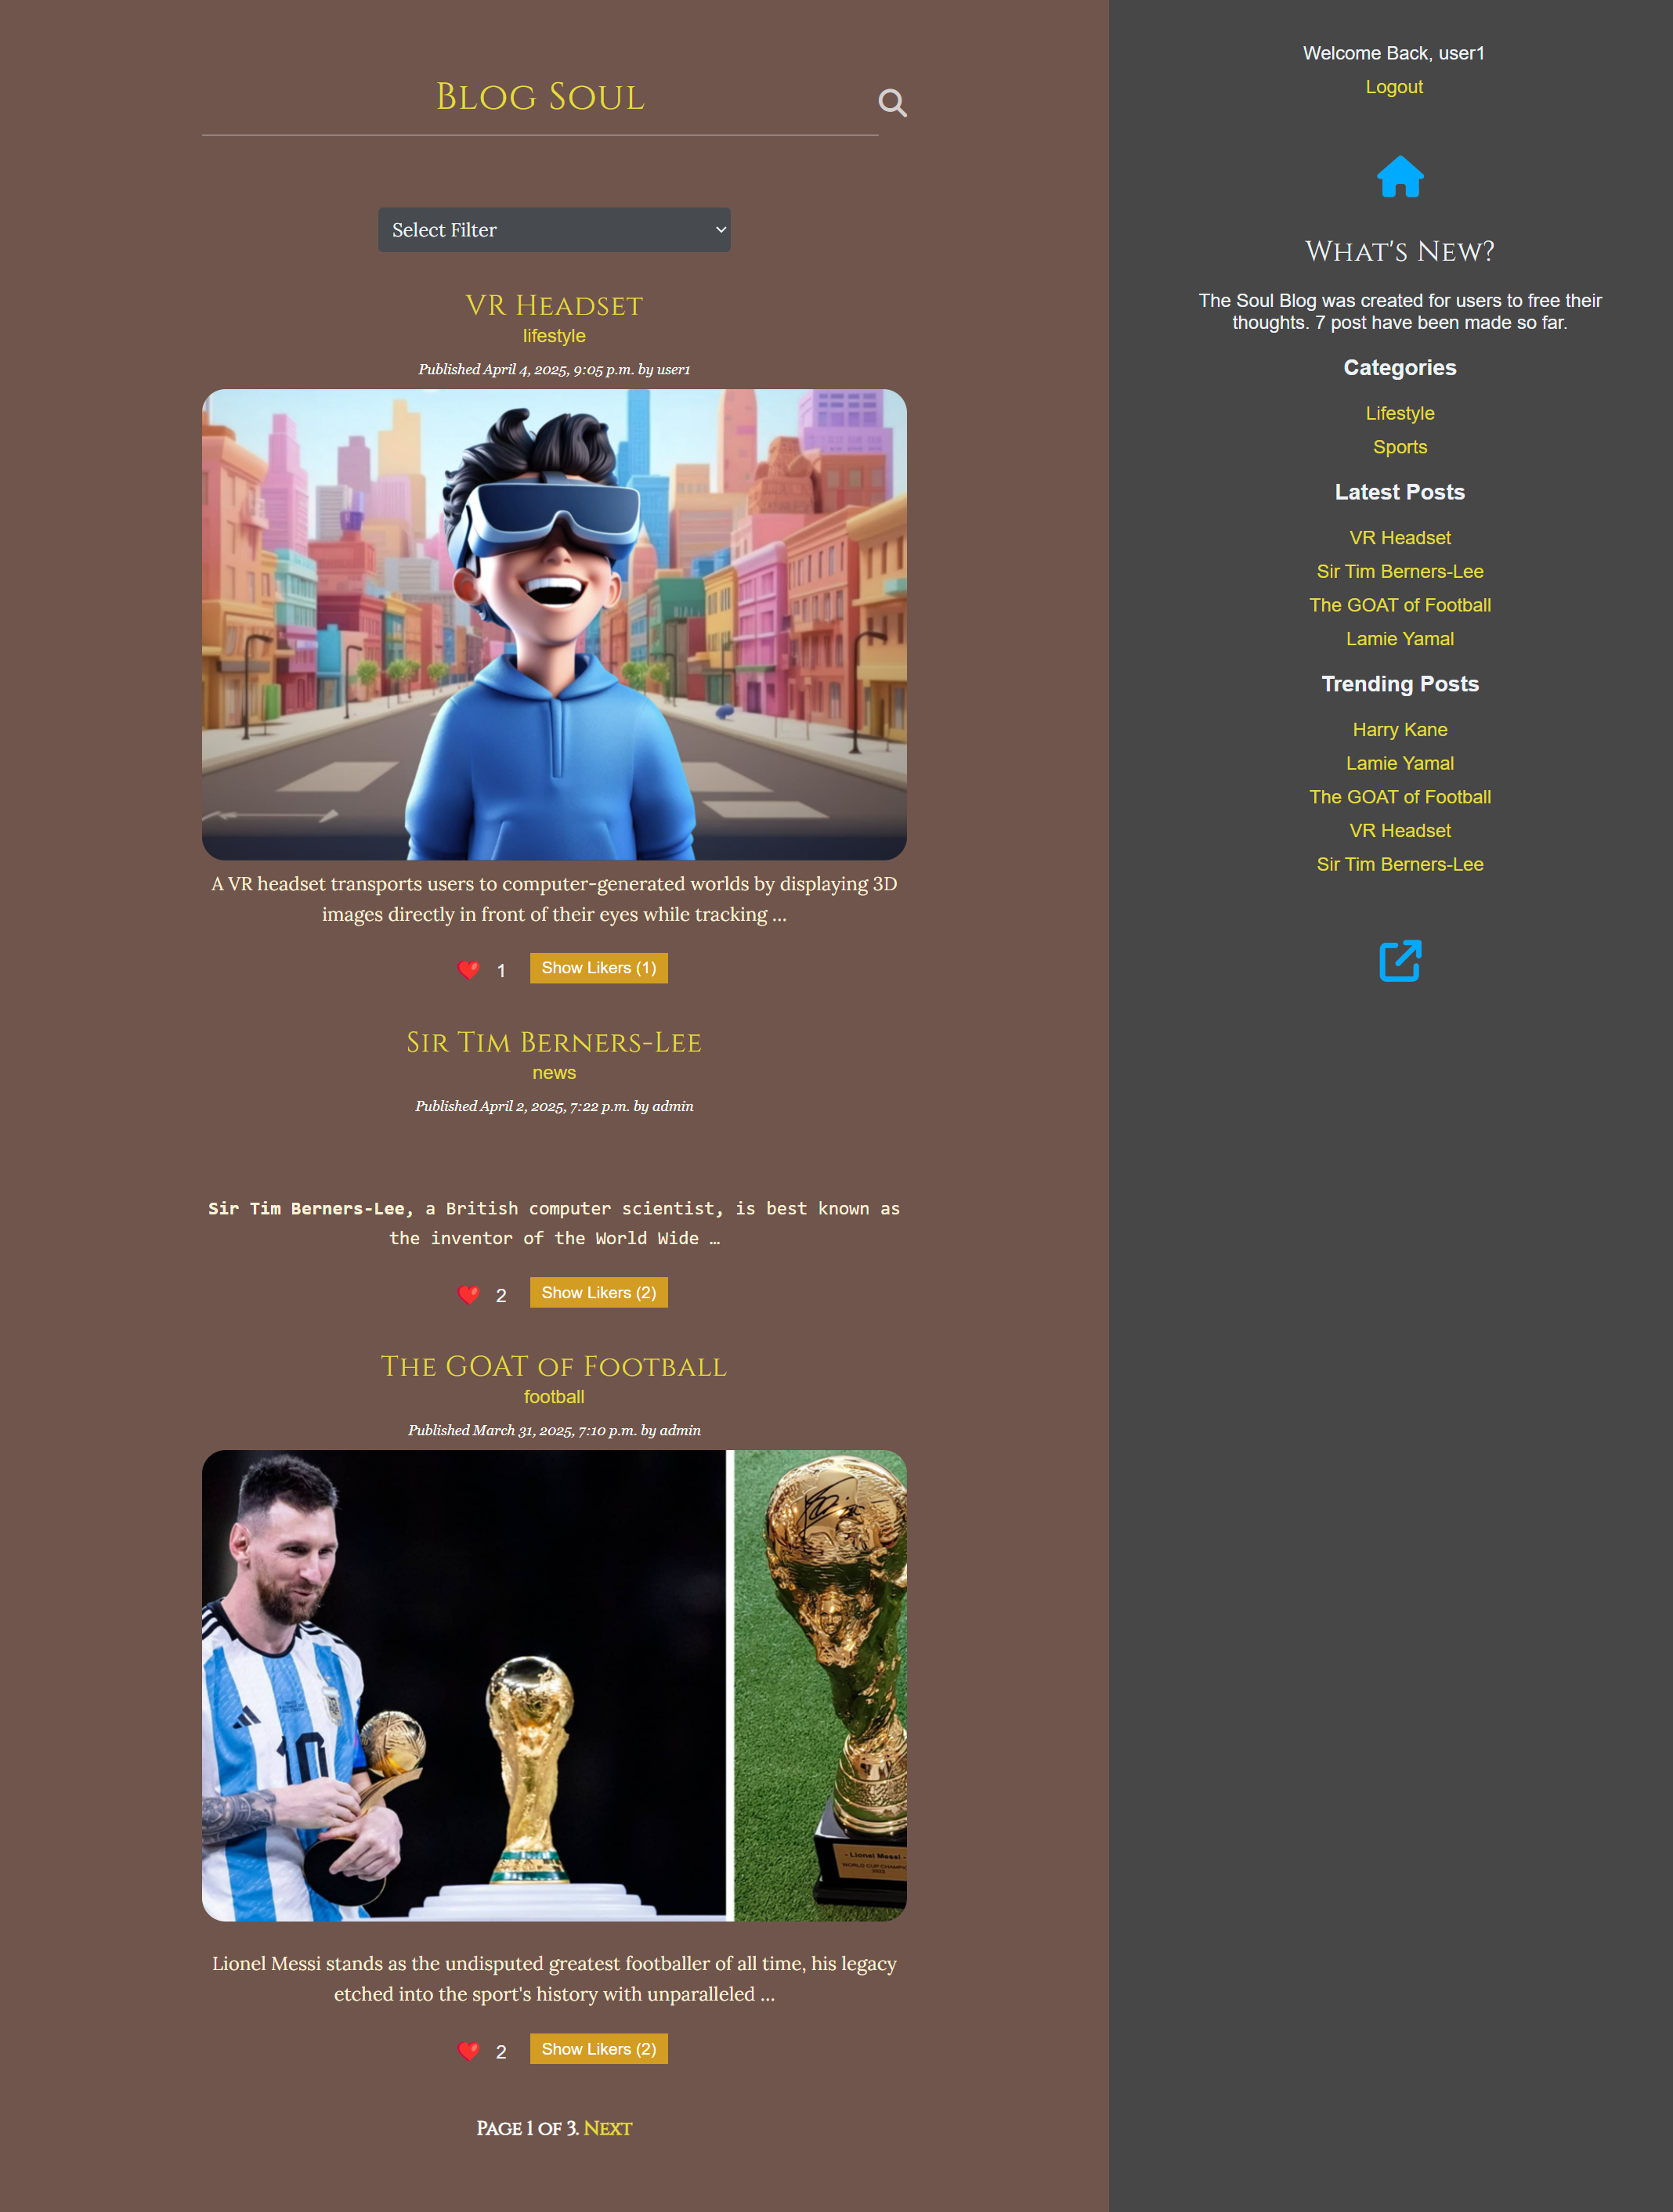 Blog Soul
Select Filter
VR Headset
lifestyle
Published April 4, 2025, 9:05 p.m. by user1
A VR headset transports users to computer-generated worlds by displaying 3D
images directly in front of their eyes while tracking ...
1 Show Likers (1)
Sir Tim Berners-Lee
news
Published April 2, 2025, 7:22 p.m. by admin
Sir Tim Berners-Lee, a British computer scientist, is best known as
the inventor of the World Wide …
2 Show Likers (2)
The GOAT of Football
football
Published March 31, 2025, 7:10 p.m. by admin
10
- Lionel Messi -
WORLD CUP CHAMPIO
2022
Lionel Messi stands as the undisputed greatest footballer of all time, his legacy
etched into the sport's history with unparalleled ...
2 Show Likers (2)
Page 1 of 3. Next
Welcome Back, user1
Logout
What's New?
The Soul Blog was created for users to free their
thoughts. 7 post have been made so far.
Categories
Lifestyle
Sports
Latest Posts
VR Headset
Sir Tim Berners-Lee
The GOAT of Football
Lamie Yamal
Trending Posts
Harry Kane
Lamie Yamal
The GOAT of Football
VR Headset
Sir Tim Berners-Lee